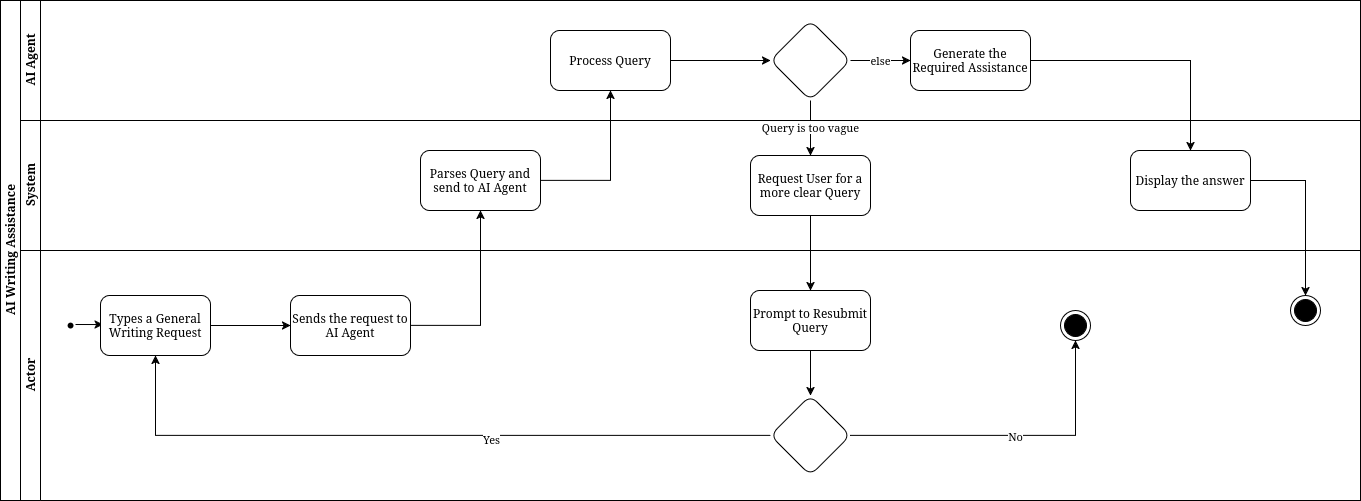 AI Writing Assistance
AI Agent
System
Actor
Process Query
else
Generate the
Required Assistance
Query is too vague
Parses Query and
send to AI Agent
Request User for a
more clear Query
Display the answer
Types a General
Writing Request
Sends the request to
AI Agent
Prompt to Resubmit
Query
Yes
No